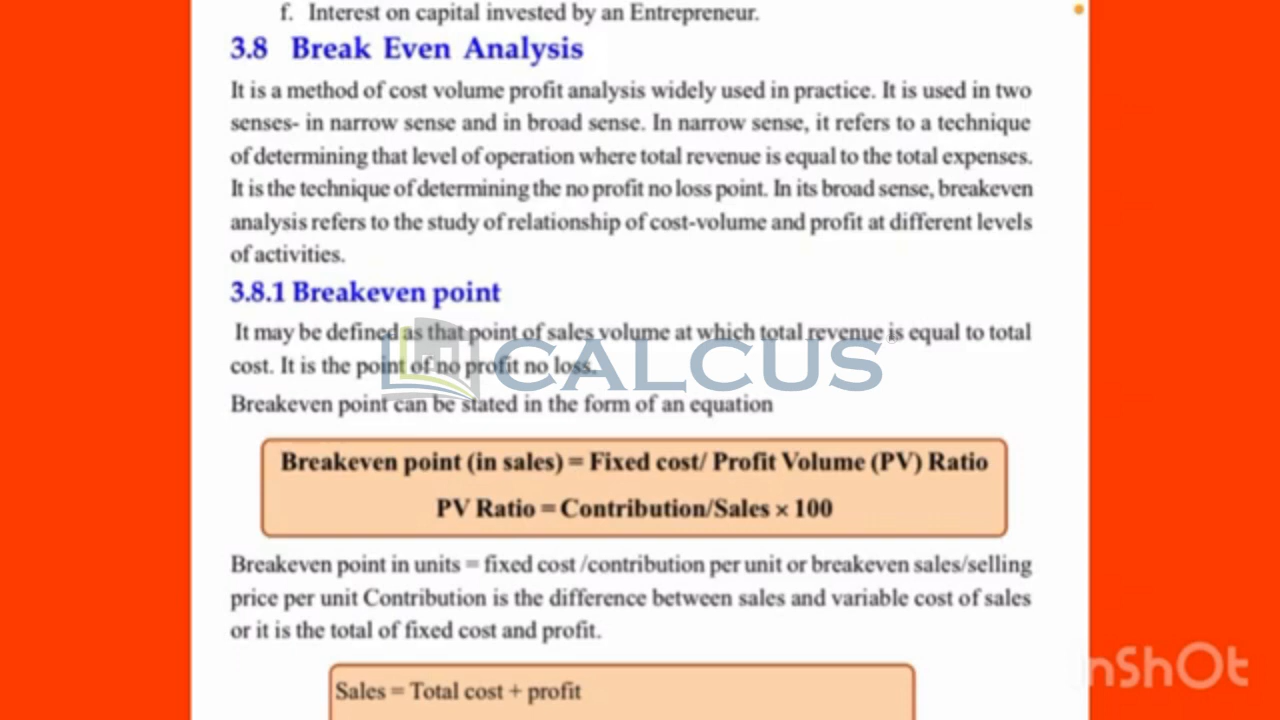 f. Interest on capital invested by an Entrepreneur.
3.8 Break Even Analysis
It is a method of cost volume profit analysis widely used in practice. It is used in two
senses- in narrow sense and in broad sense. In narrow sense, it refers to a technique
of determining that level of operation where total revenue is equal to the total expenses.
It is the technique of determining the no profit no loss point. In its broad sense, breakeven
analysis refers to the study of relationship of cost-volume and profit at different levels
of activities.
3.8.1 Breakeven point
It may be defined as that point of sales volume at which total revenue is equal to total
cost. It is the point of no profit no loss.
CALCUS®
Breakeven point can be stated in the form of an equation
Breakeven point (in sales) = Fixed cost/ Profit Volume (PV) Ratio
PV Ratio = Contribution/Sales × 100
Breakeven point in units = fixed cost /contribution per unit or breakeven sales/selling
price per unit Contribution is the difference between sales and variable cost of sales
or it is the total of fixed cost and profit.
Sales = Total cost + profit
InShOt